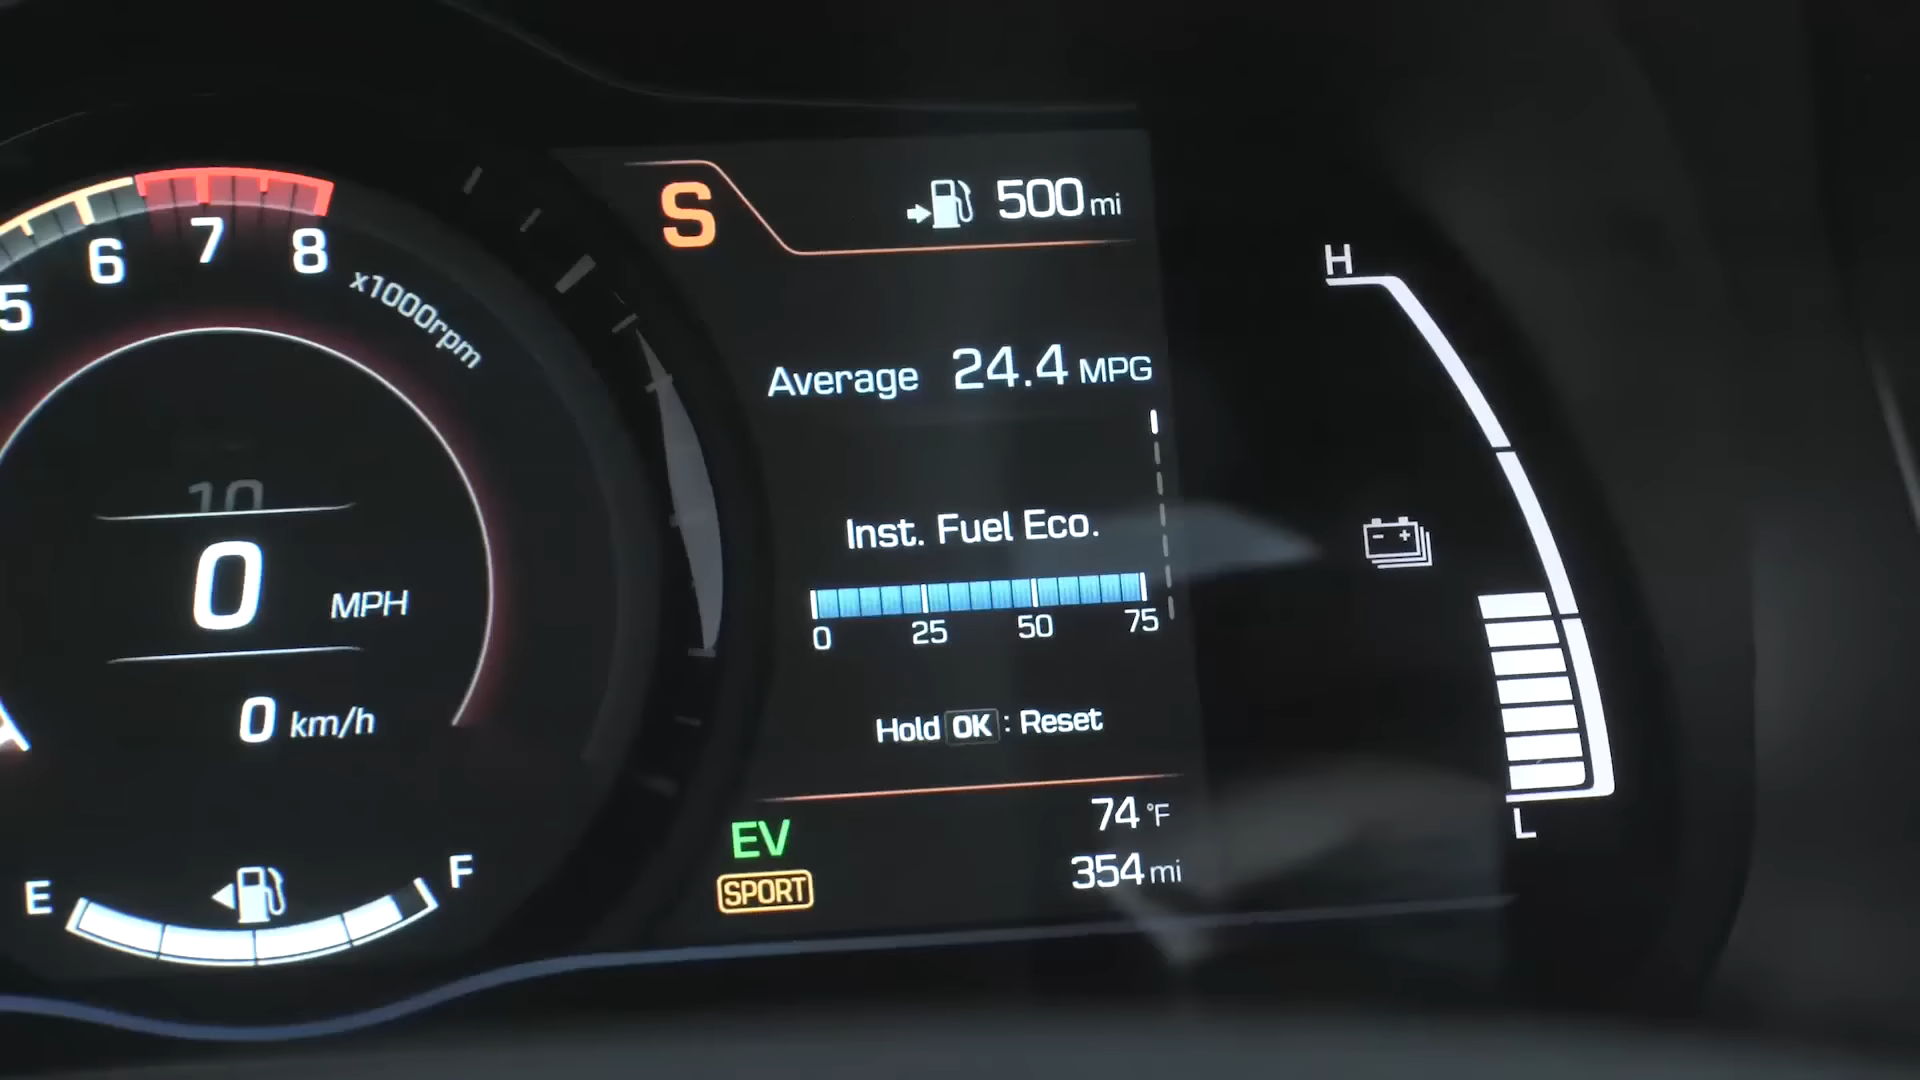 5 6 7 8
x1000rpm
10
0 MPH
0 km/h
E F
S 500 mi
Average 24.4 MPG
Inst. Fuel Eco.
0 25 50 75
Hold OK : Reset
EV 74 °F
SPORT 354 mi
H
- +
L